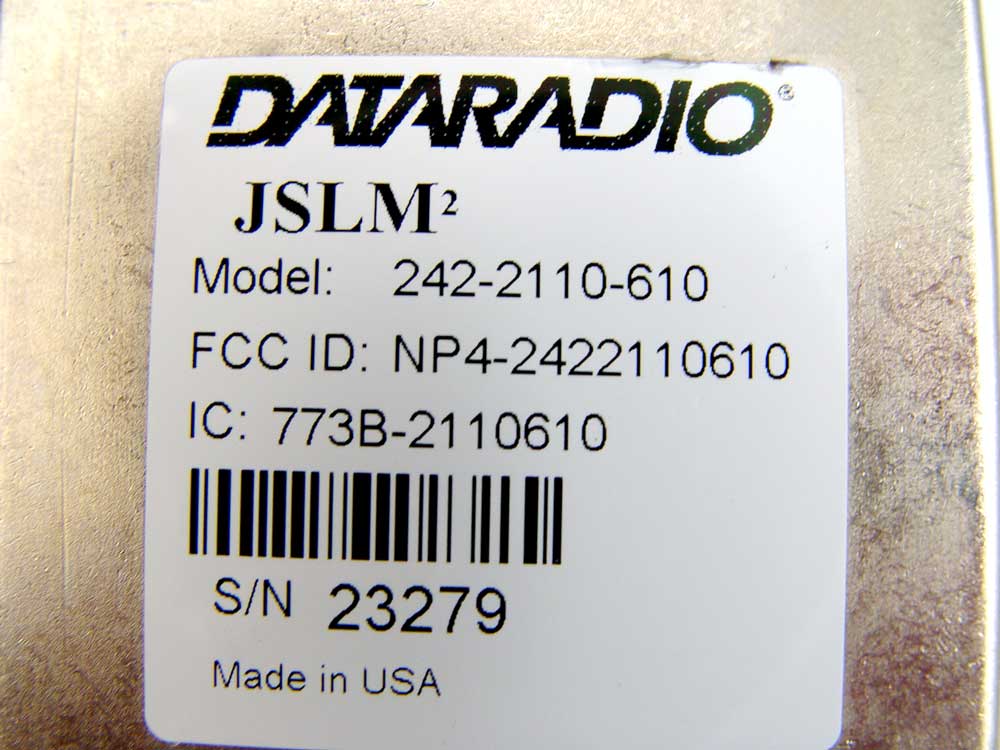 DATARADIO®
JSLM²
Model: 242-2110-610
FCC ID: NP4-2422110610
IC: 773B-2110610
S/N 23279
Made in USA